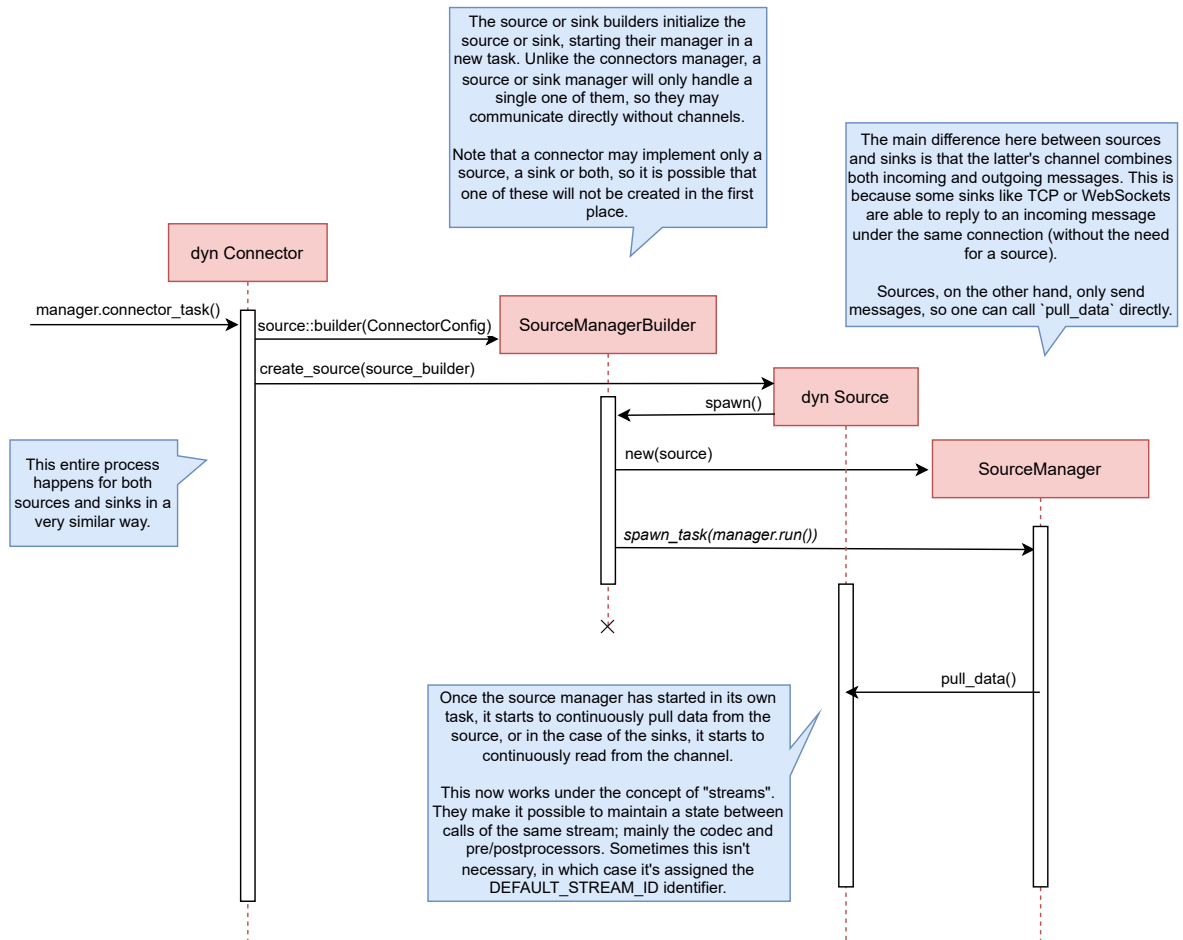 The source or sink builders initialize the
source or sink, starting their manager in a
new task. Unlike the connectors manager, a
source or sink manager will only handle a
single one of them, so they may
communicate directly without channels.
Note that a connector may implement only a
source, a sink or both, so it is possible that
one of these will not be created in the first
place.
The main difference here between sources
and sinks is that the latter's channel combines
both incoming and outgoing messages. This is
because some sinks like TCP or WebSockets
are able to reply to an incoming message
under the same connection (without the need
for a source).
Sources, on the other hand, only send
messages, so one can call `pull_data` directly.
dyn Connector
manager.connector_task()
source::builder(ConnectorConfig)
SourceManagerBuilder
create_source(source_builder)
dyn Source
spawn()
new(source)
SourceManager
This entire process
happens for both
sources and sinks in a
very similar way.
spawn_task(manager.run())
pull_data()
Once the source manager has started in its own
task, it starts to continuously pull data from the
source, or in the case of the sinks, it starts to
continuously read from the channel.
This now works under the concept of "streams".
They make it possible to maintain a state between
calls of the same stream; mainly the codec and
pre/postprocessors. Sometimes this isn't
necessary, in which case it's assigned the
DEFAULT_STREAM_ID identifier.